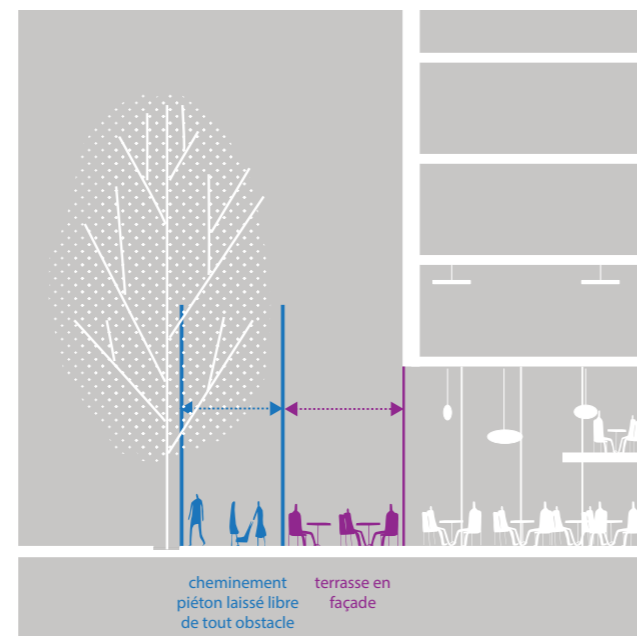 cheminement
piéton laissé libre
de tout obstacle
terrasse en
façade